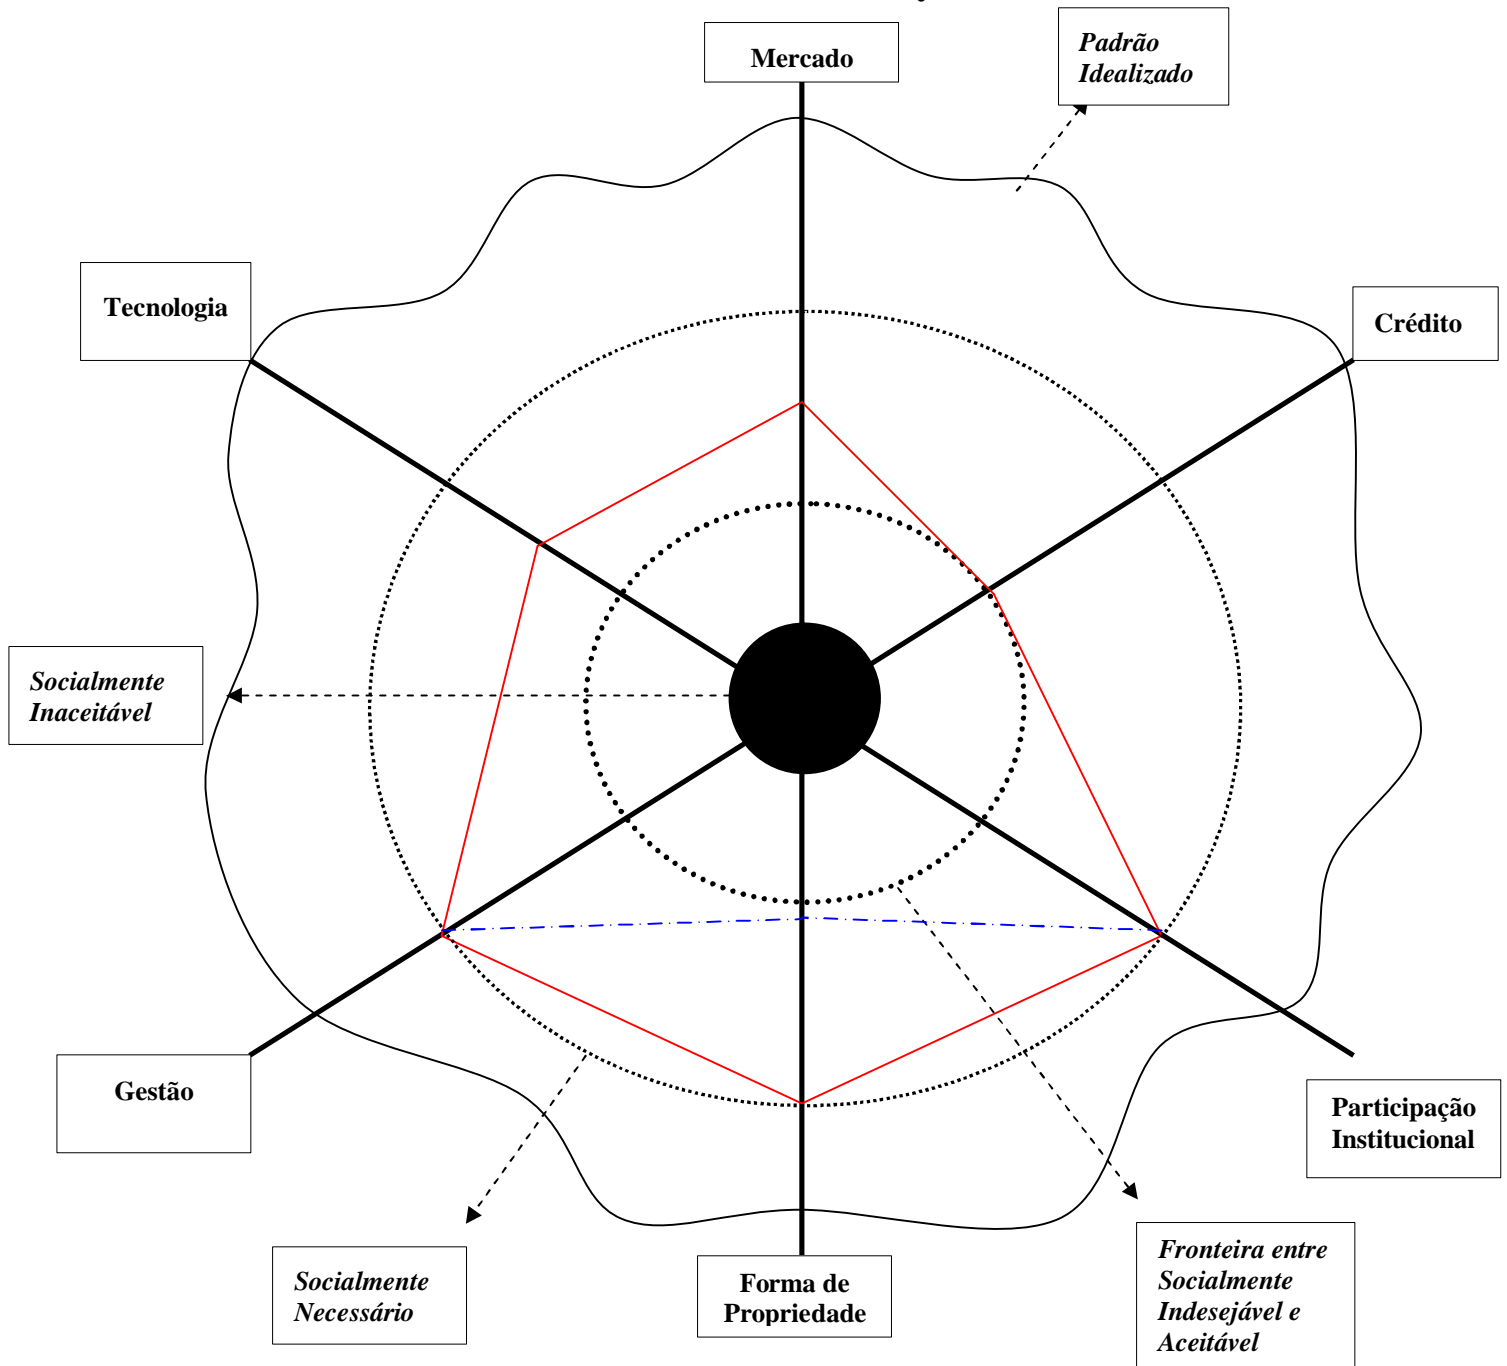 Padrão
Idealizado
Mercado
Tecnologia
Crédito
Socialmente
Inaceitável
Gestão
Participação
Institucional
Socialmente
Necessário
Forma de
Propriedade
Fronteira entre
Socialmente
Indesejável e
Aceitável